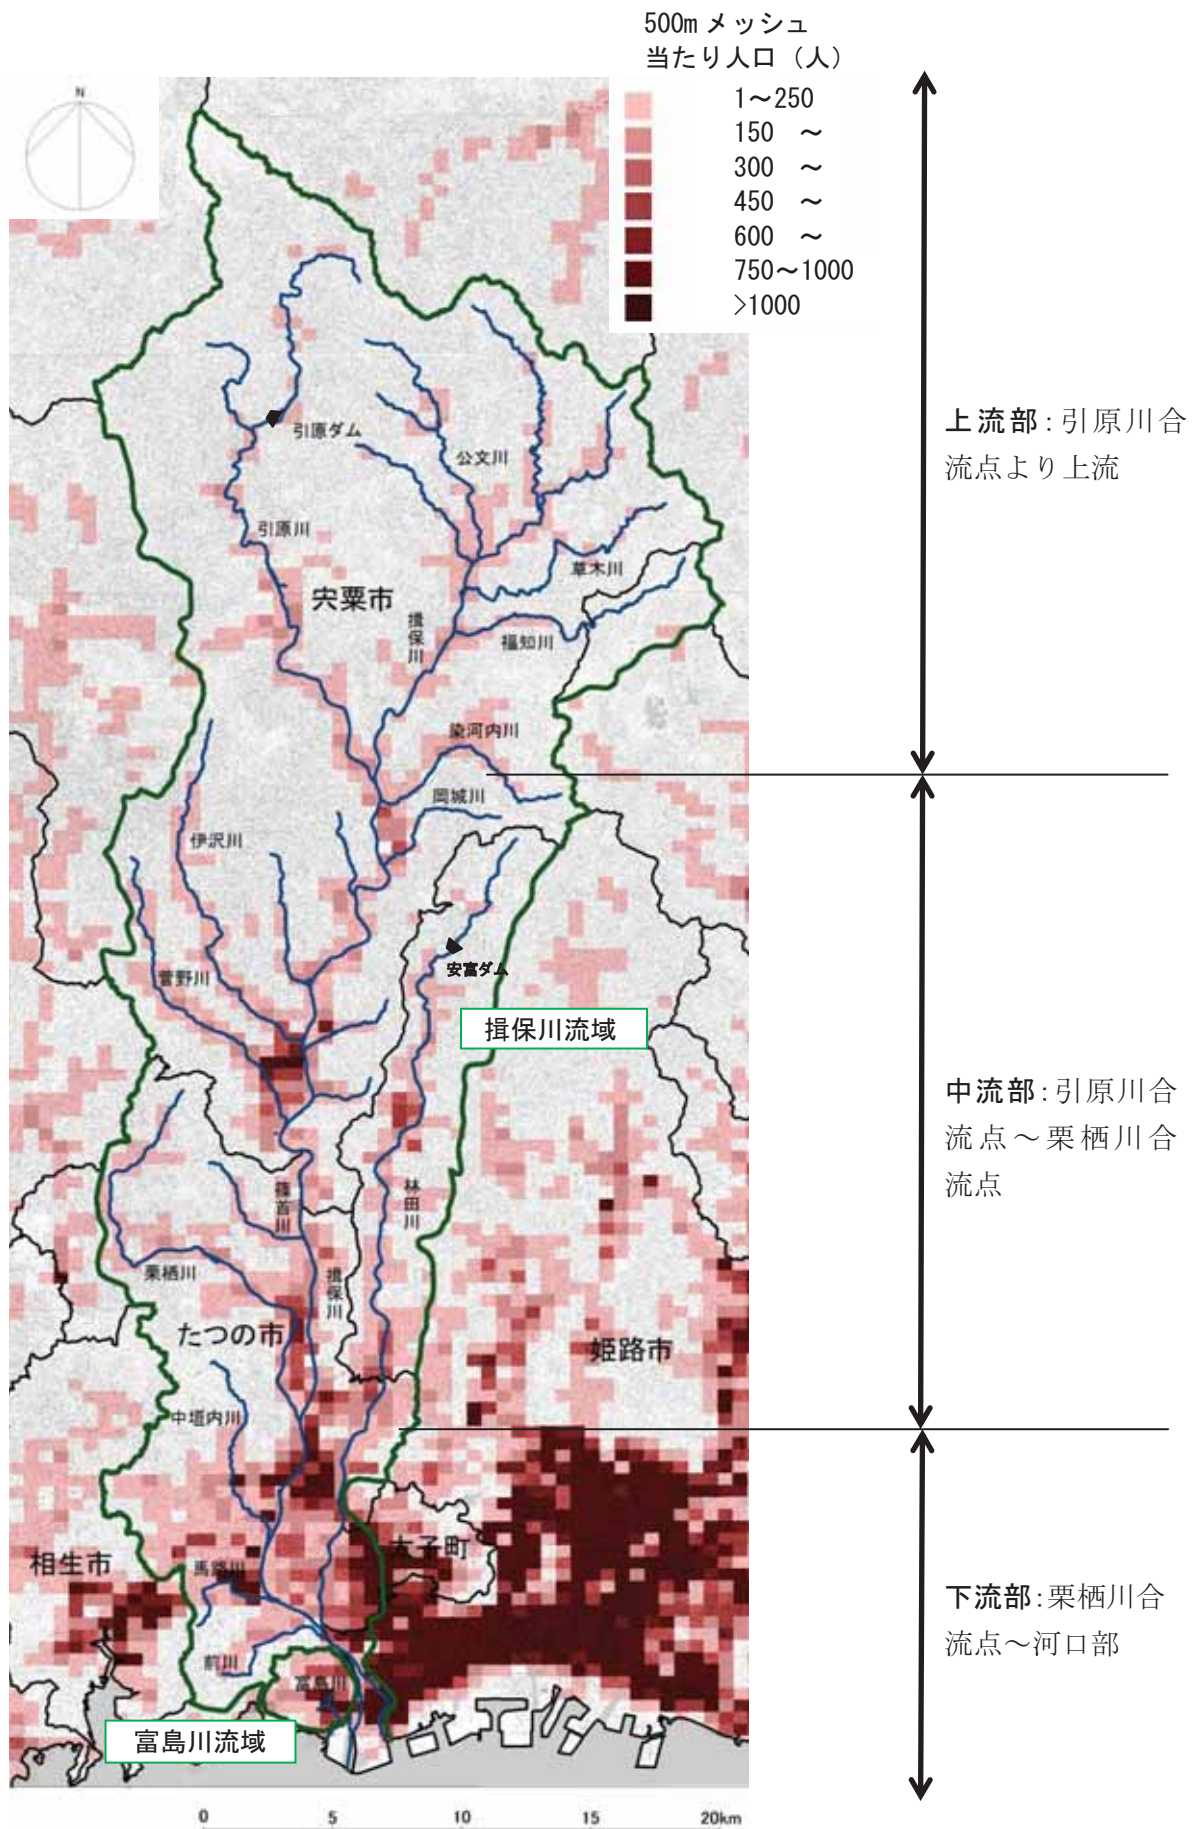 500mメッシュ
当たり人口（人）
1～250
150　～
300　～
450　～
600　～
750～1000
>1000
N
引原ダム
公文川
引原川
草木川
宍粟市
揖保川
福知川
染河内川
岡城川
伊沢川
安富ダム
菅野川
揖保川流域
林田川
篠首川
栗栖川
揖保川
たつの市
姫路市
中垣内川
太子町
相生市
馬路川
前川
富島川
富島川流域
0 5 10 15 20km
上流部:引原川合
流点より上流
中流部:引原川合
流点～栗栖川合
流点
下流部:栗栖川合
流点～河口部